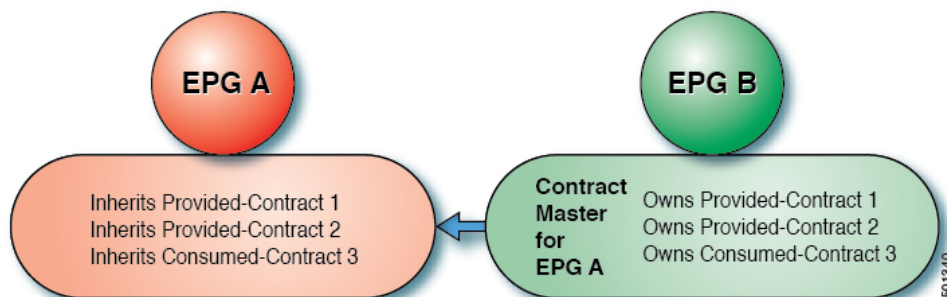 EPG A
EPG B
Inherits Provided-Contract 1
Inherits Provided-Contract 2
Inherits Consumed-Contract 3
Contract
Master
for
EPG A
Owns Provided-Contract 1
Owns Provided-Contract 2
Owns Consumed-Contract 3